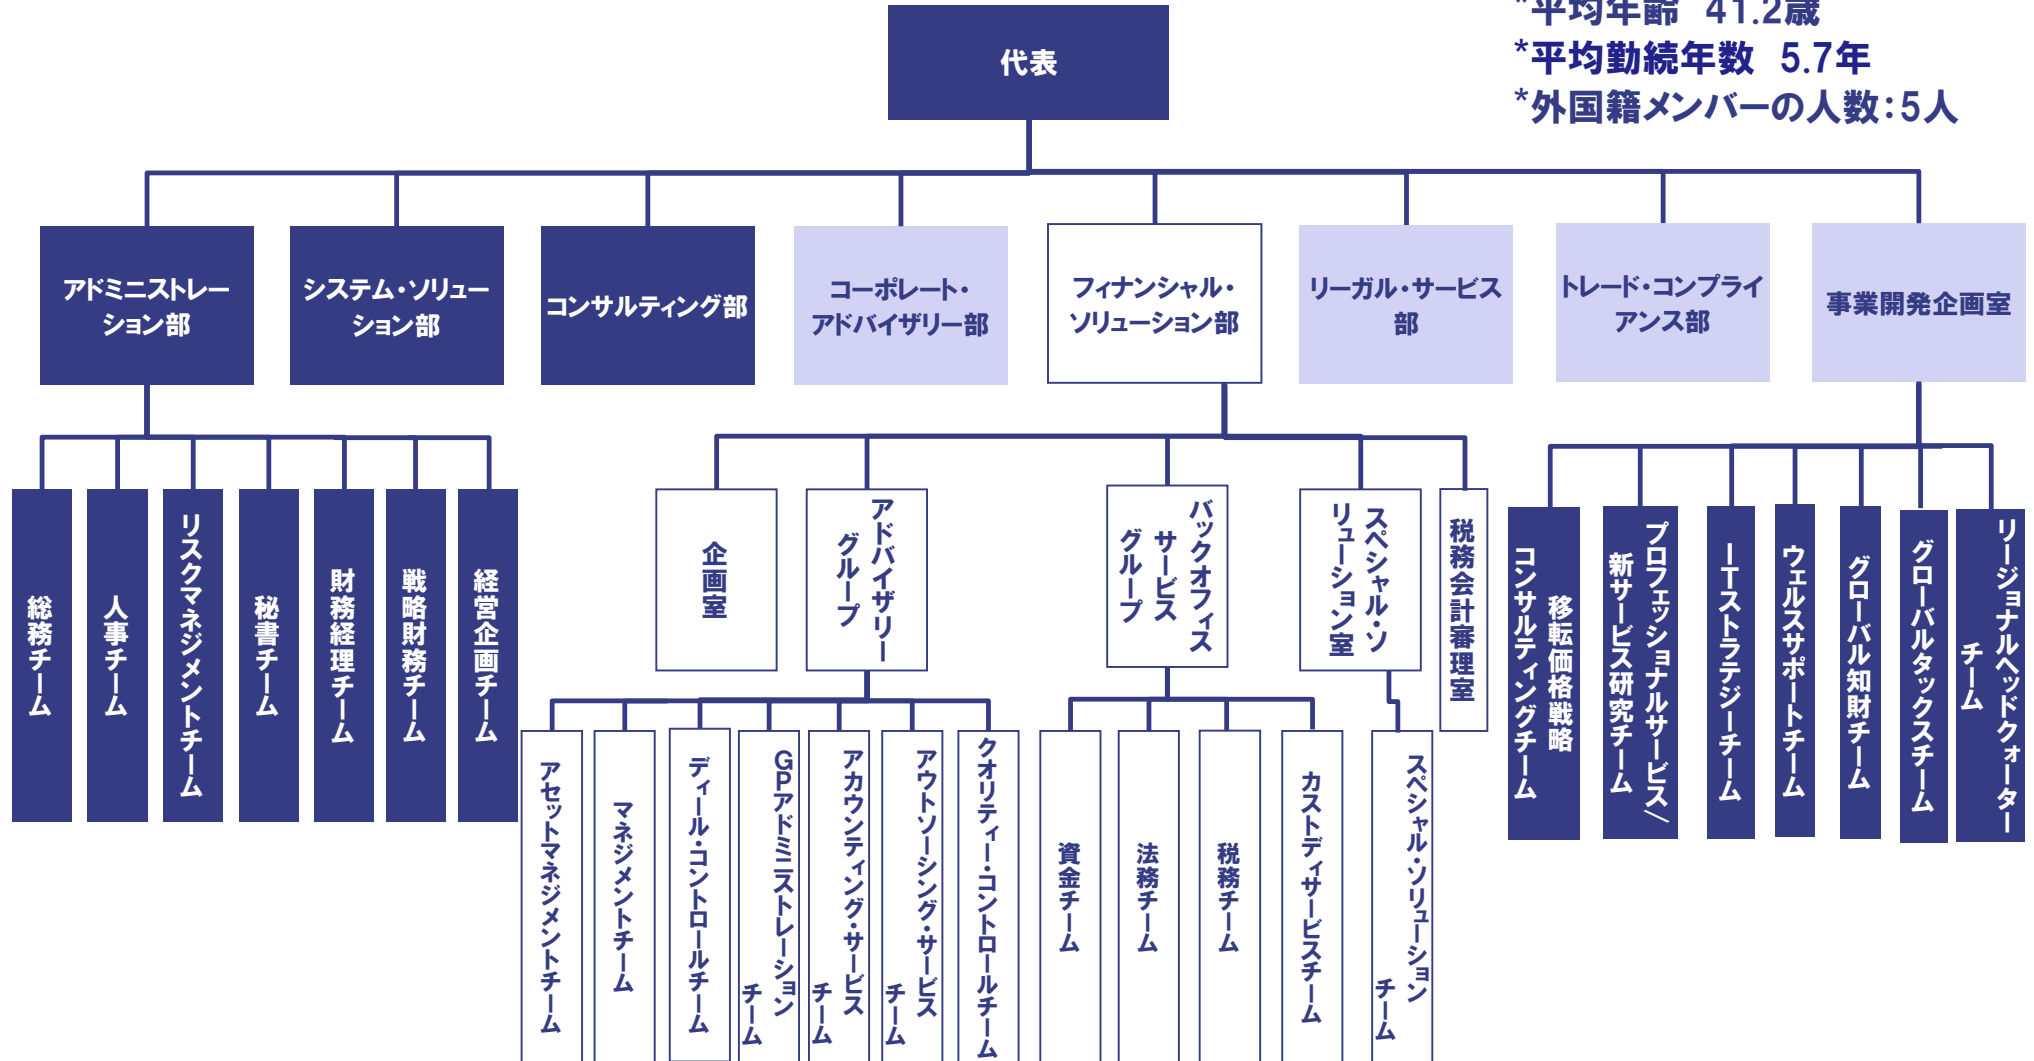 *平均年齢 41.2歳
*平均勤続年数 5.7年
*外国籍メンバーの人数：5人
代表
アドミニストレー
ション部
システム・ソリュー
ション部
コンサルティング部
コーポレート・
アドバイザリー部
フィナンシャル・
ソリューション部
リーガル・サービス
部
トレード・コンプライ
アンス部
事業開発企画室
総務チーム
人事チーム
リスクマネジメントチーム
秘書チーム
財務経理チーム
戦略財務チーム
経営企画チーム
企画室
アドバイザリー
グループ
バックオフィス
サービス
グループ
スペシャル・ソ
リューション室
税務会計審理室
移転価格戦略
コンサルティングチーム
プロフェッショナルサービス／
新サービス研究チーム
ITストラテジーチーム
ウェルスサポートチーム
グローバル知財チーム
グローバルタックスチーム
リージョナルヘッドクォーター
チーム
アセットマネジメントチーム
マネジメントチーム
ディール・コントロールチーム
GPアドミニストレーション
チーム
アカウンティング・サービス
チーム
アウトソーシング・サービス
チーム
クオリティー・コントロールチーム
資金チーム
法務チーム
税務チーム
カストディサービスチーム
スペシャル・ソリューション
チーム